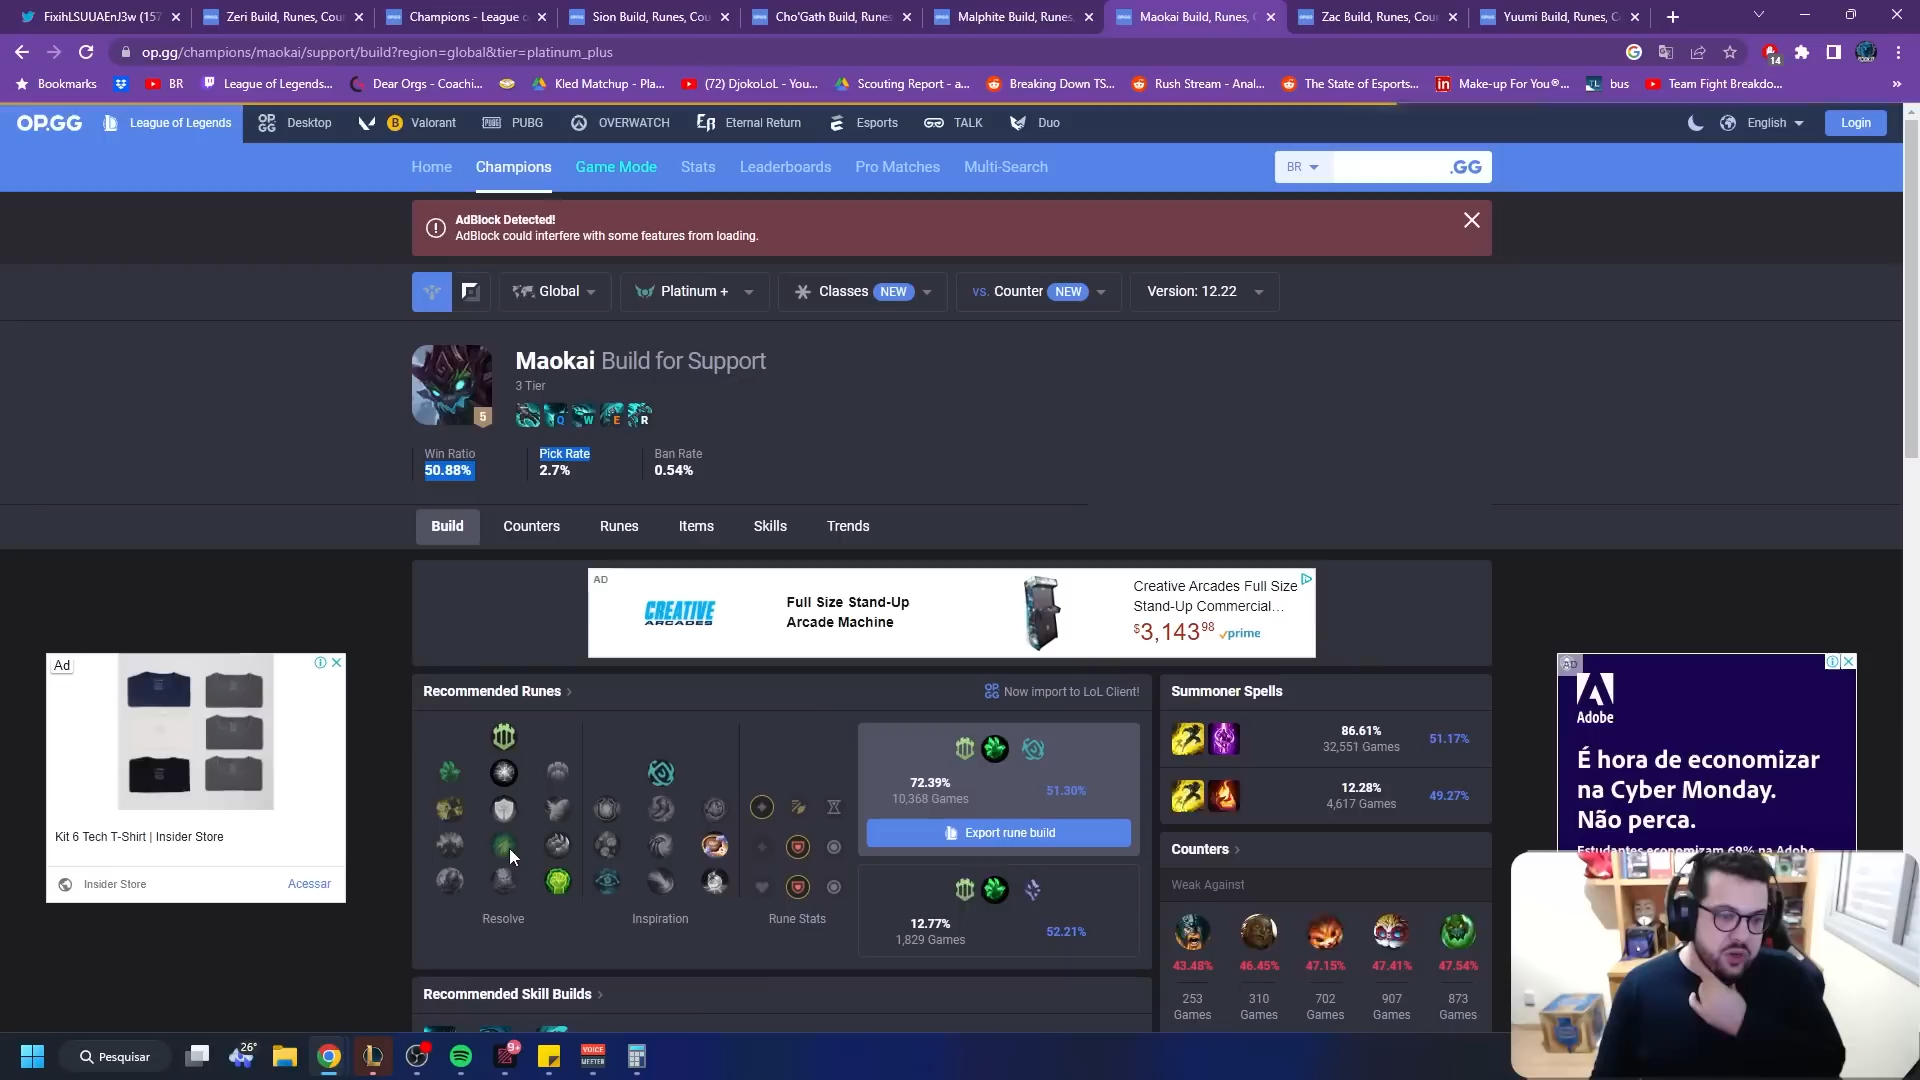 FixihLSUUAEnJ3w (157
Zeri Build, Runes, Cou
Champions - League o
Sion Build, Runes, Cou
Cho'Gath Build, Runes
Malphite Build, Runes,
Maokai Build, Runes, C
Zac Build, Runes, Coun
Yuumi Build, Runes, C
op.gg/champions/maokai/support/build?region=global&tier=platinum_plus
14
Bookmarks
BR
League of Legends...
Dear Orgs - Coachi...
Kled Matchup - Pla...
(72) DjokoLoL - You...
Scouting Report - a...
Breaking Down TS...
Rush Stream - Anal...
The State of Esports...
Make-up For You®...
bus
Team Fight Breakdo...
OP.GG
League of Legends
Desktop
Valorant
PUBG
OVERWATCH
Eternal Return
Esports
TALK
Duo
English
Login
Home
Champions
Game Mode
Stats
Leaderboards
Pro Matches
Multi-Search
BR
.GG
AdBlock Detected!
AdBlock could interfere with some features from loading.
Global
Platinum +
Classes NEW
vs. Counter NEW
Version: 12.22
Maokai Build for Support
3 Tier
5
Q W E R
Win Ratio
50.88%
Pick Rate
2.7%
Ban Rate
0.54%
Build
Counters
Runes
Items
Skills
Trends
AD
CREATIVE
ARCADES
Full Size Stand-Up
Arcade Machine
Creative Arcades Full Size
Stand-Up Commercial...
$3,143 98 prime
Ad
Kit 6 Tech T-Shirt | Insider Store
Insider Store
Acessar
Recommended Runes
Now import to LoL Client!
Resolve
Inspiration
Rune Stats
72.39%
10,368 Games
51.30%
Export rune build
12.77%
1,829 Games
52.21%
Recommended Skill Builds
Summoner Spells
86.61%
32,551 Games
51.17%
12.28%
4,617 Games
49.27%
Counters
Weak Against
43.48%
46.45%
47.15%
47.41%
47.54%
253
310
702
907
873
Games
Games
Games
Games
Games
Adobe
É hora de economizar
na Cyber Monday.
Não perca.
Estudantes economizam 69% na Adobe
Pesquisar
26°
9+
VOICE
MEETER